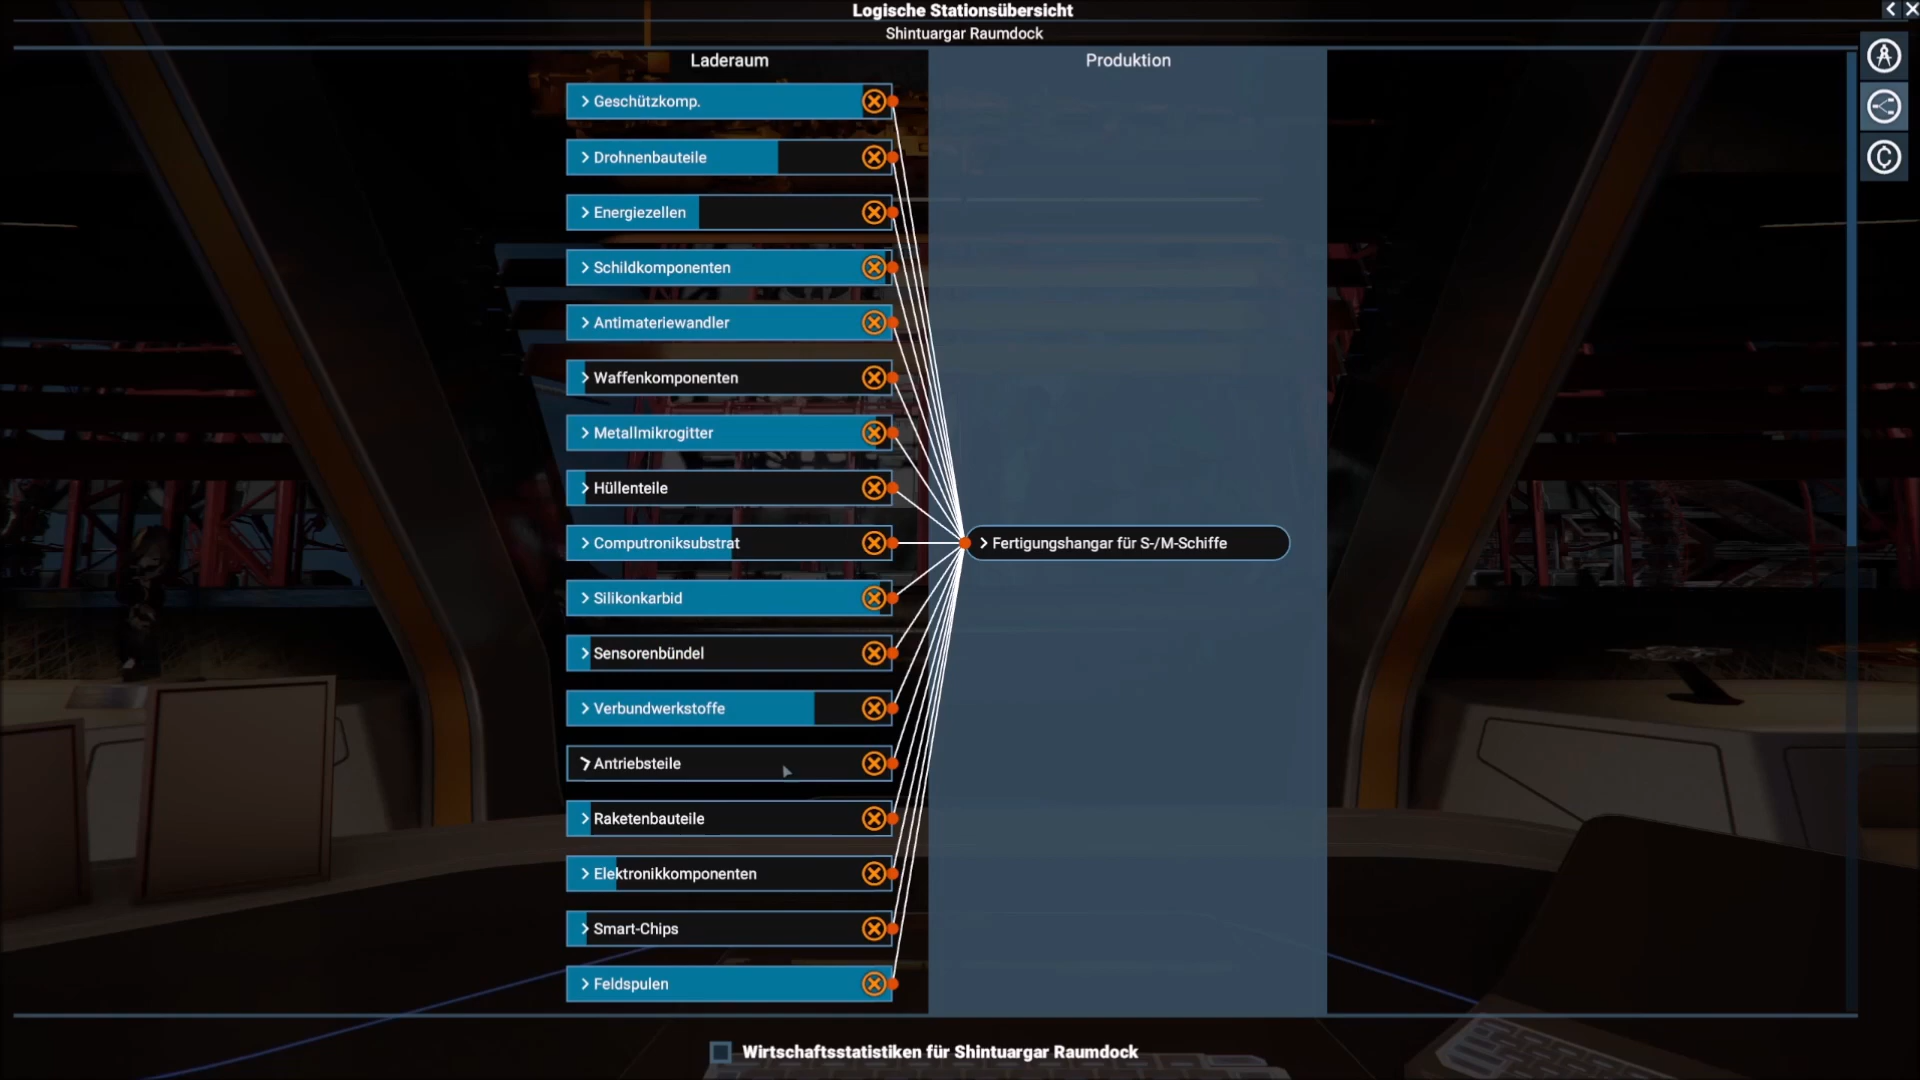 Logische Stationsübersicht
Shintuargar Raumdock
Laderaum
Produktion
Geschützkomp.
Drohnenbauteile
Energiezellen
Schildkomponenten
Antimateriewandler
Waffenkomponenten
Metallmikrogitter
Hüllenteile
Computroniksubstrat
Fertigungshangar für S-/M-Schiffe
Silikonkarbid
Sensorenbündel
Verbundwerkstoffe
Antriebsteile
Raketenbauteile
Elektronikkomponenten
Smart-Chips
Feldspulen
Wirtschaftsstatistiken für Shintuargar Raumdock